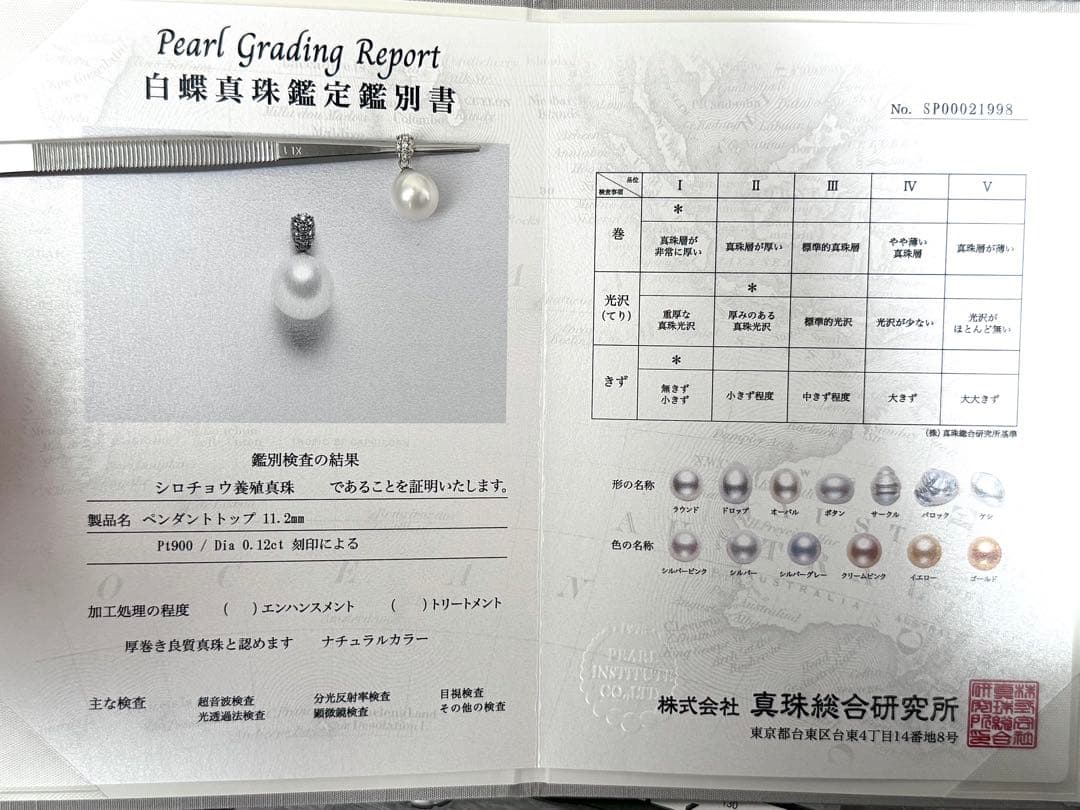 Pearl Grading Report
白蝶真珠鑑定鑑別書
XII
鑑別検査の結果
シロチョウ養殖真珠 であることを証明いたします。
製品名 ペンダントトップ 11.2mm
Pt900 / Dia 0.12ct 刻印による
加工処理の程度 ( )エンハンスメント ( )トリートメント
厚巻き良質真珠と認めます ナチュラルカラー
主な検査 超音波検査 分光反射率検査 目視検査
光透過法検査 顕微鏡検査 その他の検査
No. SP00021998
品位 I II III IV V
検査事項
巻 *
真珠層が非常に厚い 真珠層が厚い 標準的真珠層 やや薄い真珠層 真珠層が薄い
光沢(てり) *
重厚な真珠光沢 厚みのある真珠光沢 標準的光沢 光沢が少ない 光沢がほとんど無い
きず *
無きず小きず 小きず程度 中きず程度 大きず 大大きず
(株)真珠総合研究所基準
形の名称
ラウンド ドロップ オーバル ボタン サークル バロック ケシ
色の名称
シルバーピンク シルバー シルバーグレー クリームピンク イエロー ゴールド
PEARL
INSTITUTE
CO.,LTD.
株式会社 真珠総合研究所
東京都台東区台東4丁目14番地8号
130